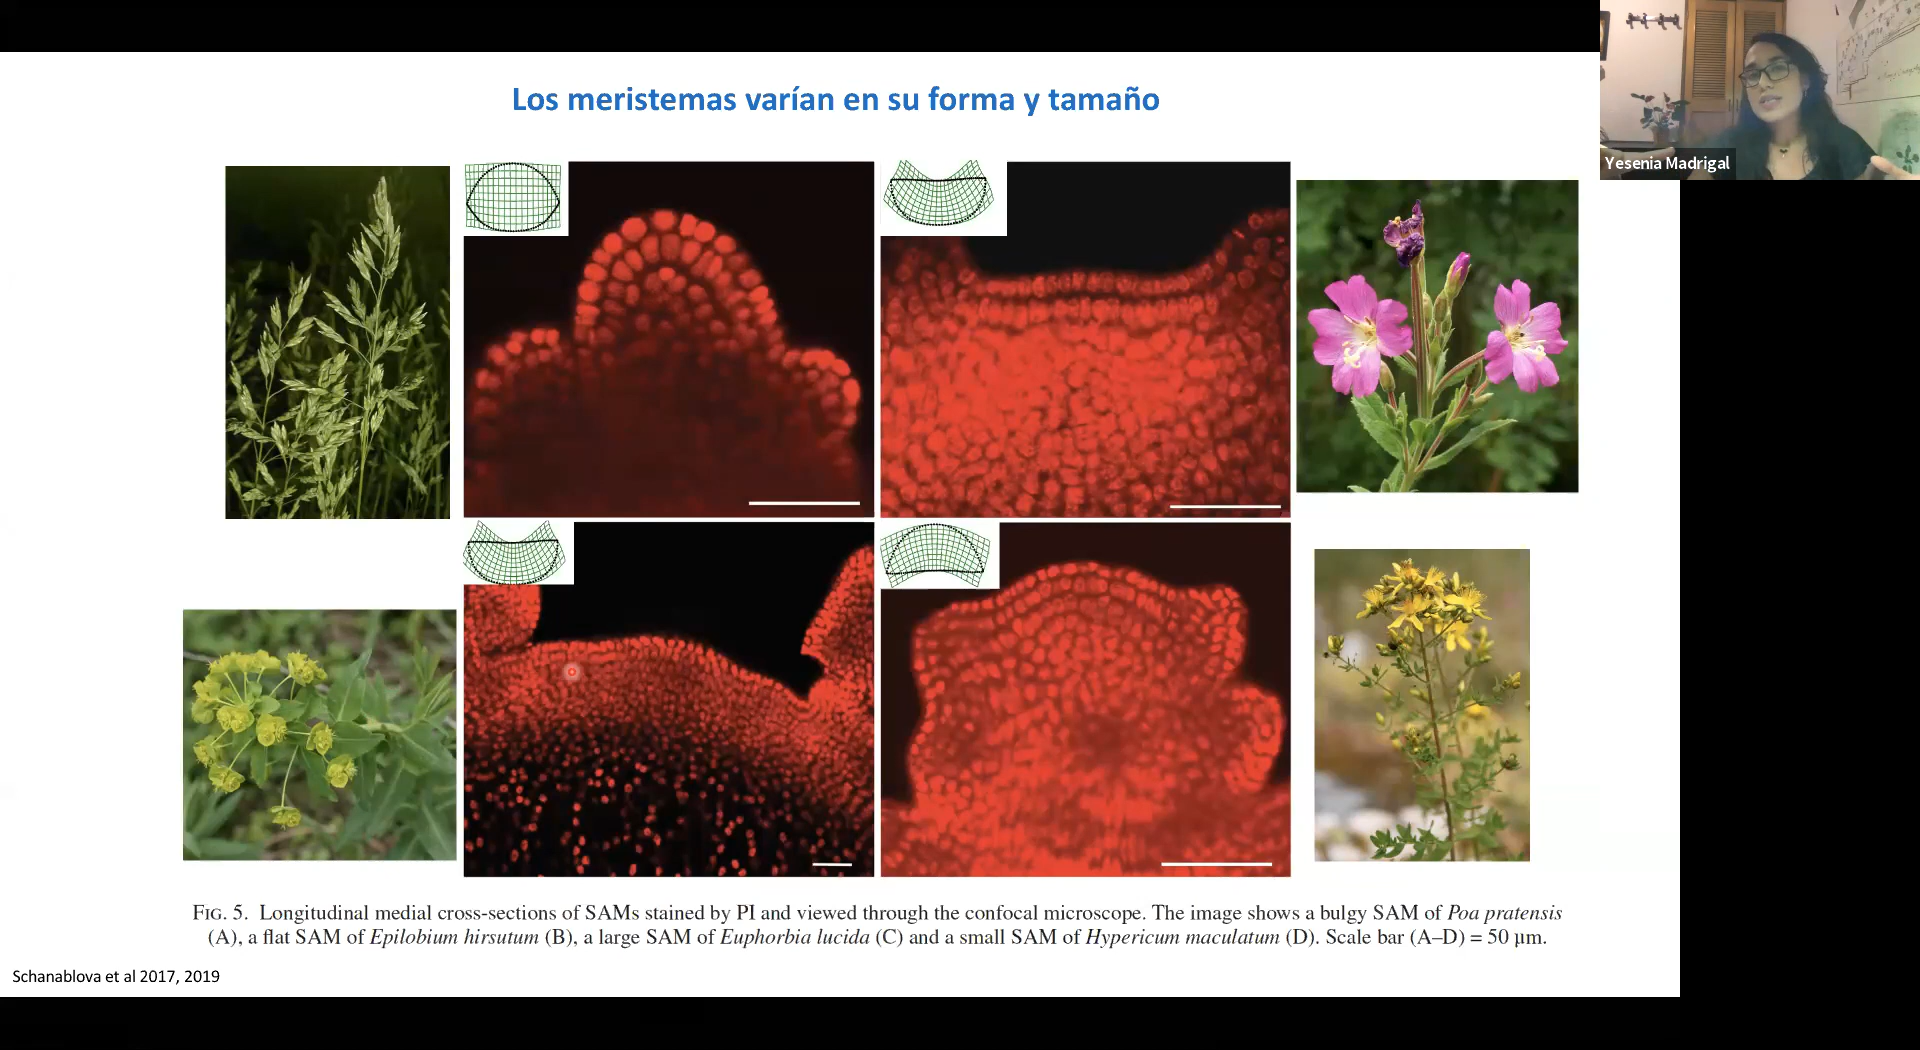 Los meristemas varían en su forma y tamaño
Yesenia Madrigal
FIG. 5. Longitudinal medial cross-sections of SAMs stained by PI and viewed through the confocal microscope. The image shows a bulgy SAM of Poa pratensis
(A), a flat SAM of Epilobium hirsutum (B), a large SAM of Euphorbia lucida (C) and a small SAM of Hypericum maculatum (D). Scale bar (A–D) = 50 µm.
Schanablova et al 2017, 2019